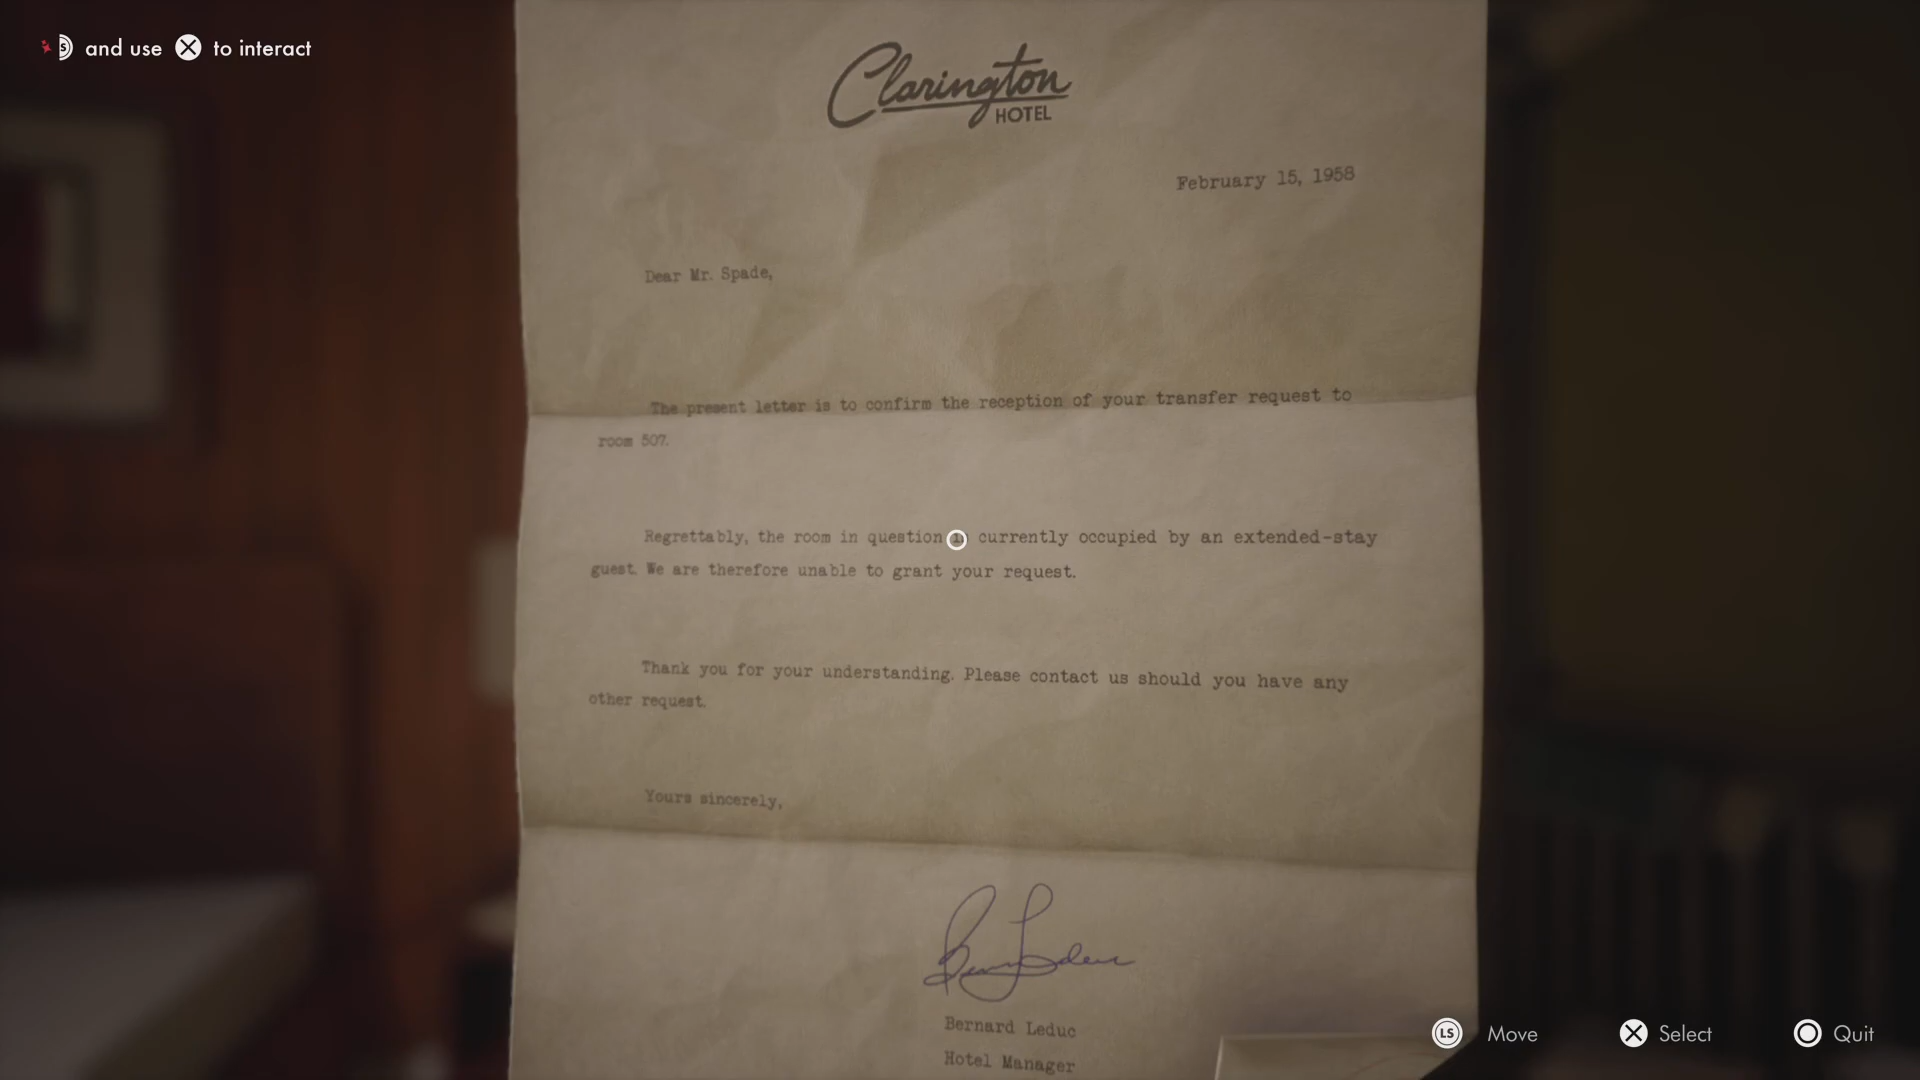 and use to interact
Clarington
HOTEL
February 15, 1958
Dear Mr. Spade,
The present letter is to confirm the reception of your transfer request to
room 507.
Regrettably, the room in question is currently occupied by an extended-stay
guest. We are therefore unable to grant your request.
Thank you for your understanding. Please contact us should you have any
other request.
Yours sincerely,
Bernard Leduc
Hotel Manager
LS Move Select Quit